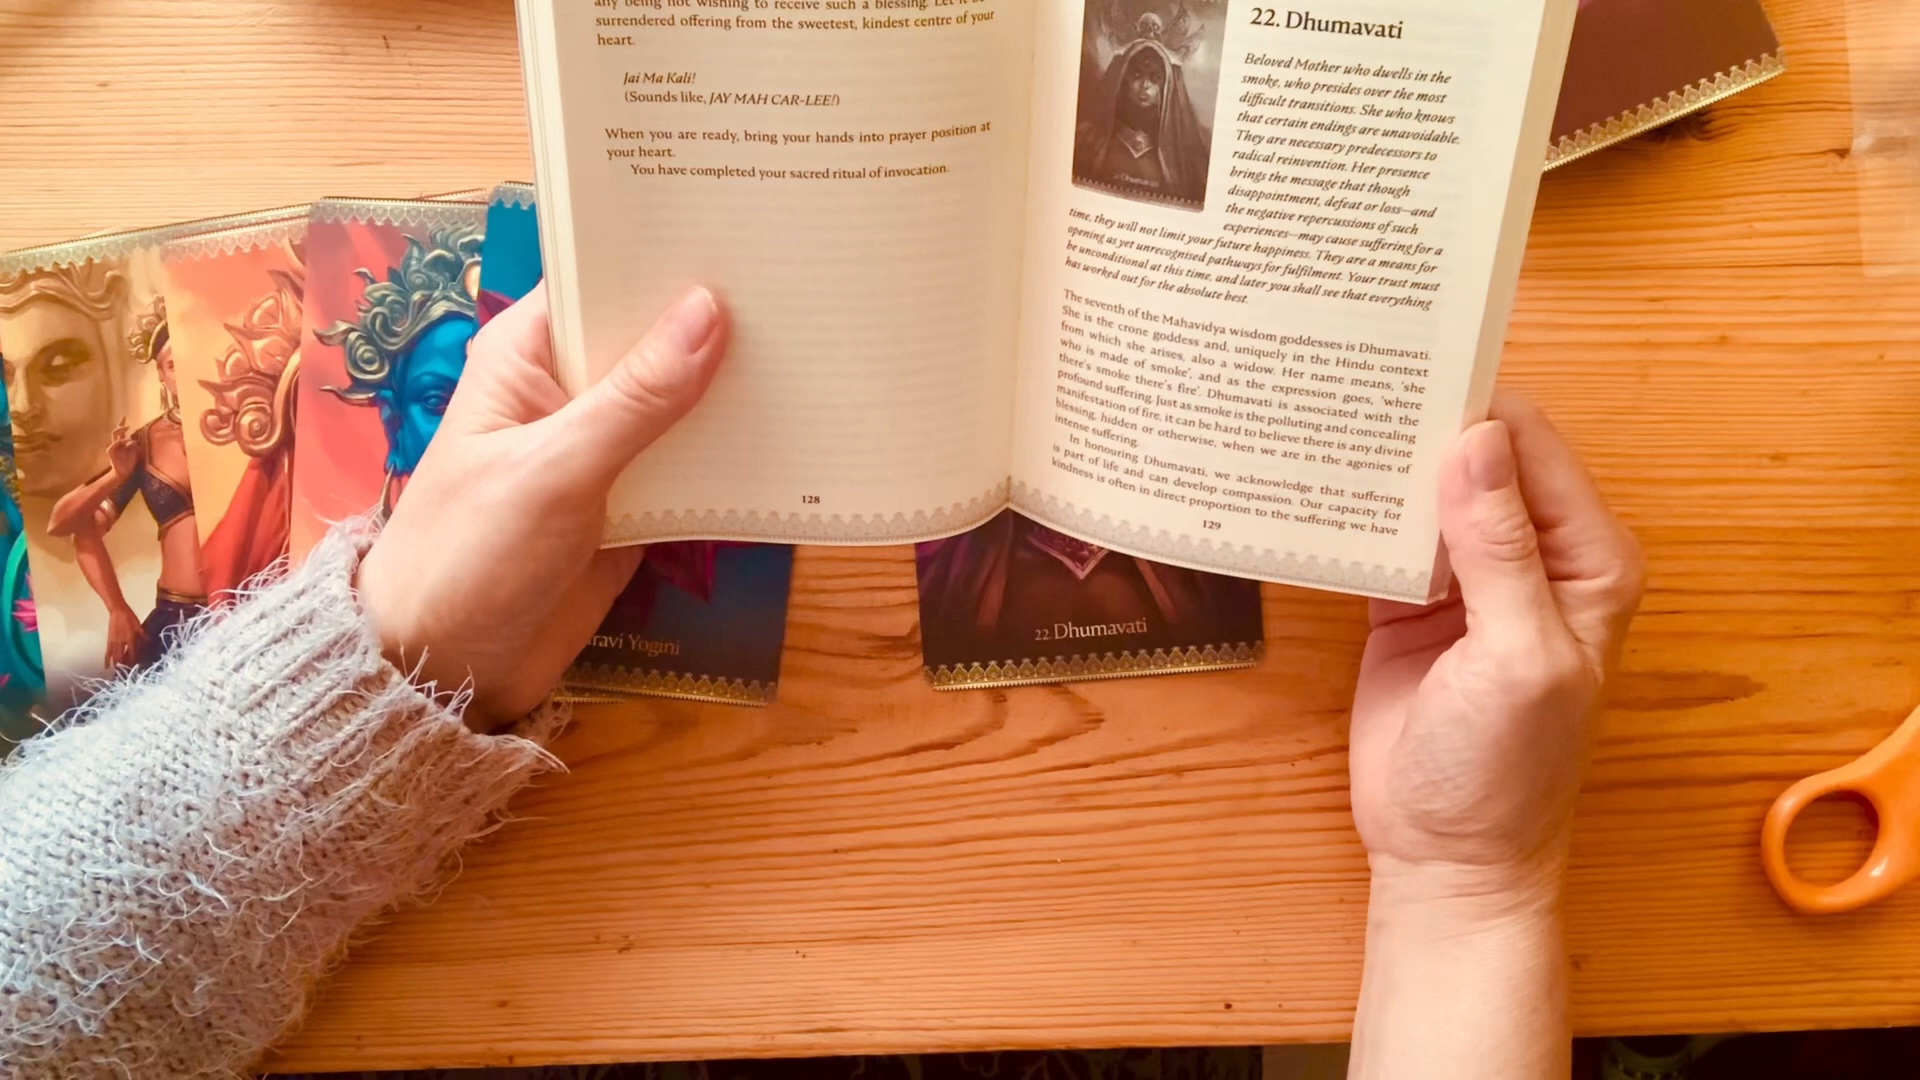 any being not wishing to receive such a blessing. Let it be
surrendered offering from the sweetest, kindest centre of your
heart.
Jai Ma Kali!
(Sounds like, JAY MAH CAR-LEE!)
When you are ready, bring your hands into prayer position at
your heart.
You have completed your sacred ritual of invocation.
128
22. Dhumavati
Beloved Mother who dwells in the
smoke, who presides over the most
difficult transitions. She who knows
that certain endings are unavoidable.
They are necessary predecessors to
radical reinvention. Her presence
brings the message that though
disappointment, defeat or loss—and
the negative repercussions of such
experiences—may cause suffering for a
time, they will not limit your future happiness. They are a means for
opening as yet unrecognised pathways for fulfilment. Your trust must
be unconditional at this time, and later you shall see that everything
has worked out for the absolute best.
The seventh of the Mahavidya wisdom goddesses is Dhumavati.
She is the crone goddess and, uniquely in the Hindu context
from which she arises, also a widow. Her name means, 'she
who is made of smoke', and as the expression goes, 'where
there's smoke there's fire'. Dhumavati is associated with the
profound suffering. Just as smoke is the polluting and concealing
manifestation of fire, it can be hard to believe there is any divine
blessing, hidden or otherwise, when we are in the agonies of
intense suffering.
In honouring Dhumavati, we acknowledge that suffering
is part of life and can develop compassion. Our capacity for
kindness is often in direct proportion to the suffering we have
129
ravi Yogini
22 Dhumavati